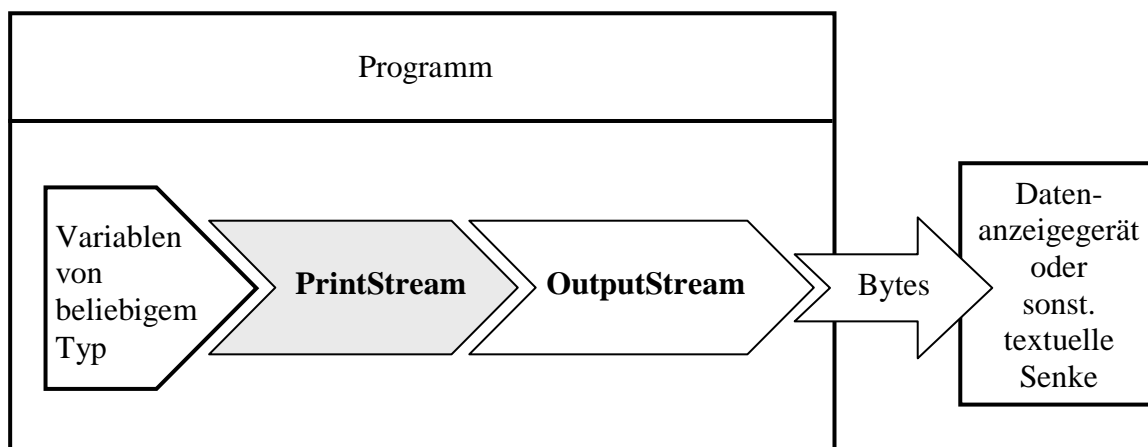 Programm
Variablen
von
beliebigem
Typ
PrintStream
OutputStream
Bytes
Daten-
anzeigegerät
oder
sonst.
textuelle
Senke